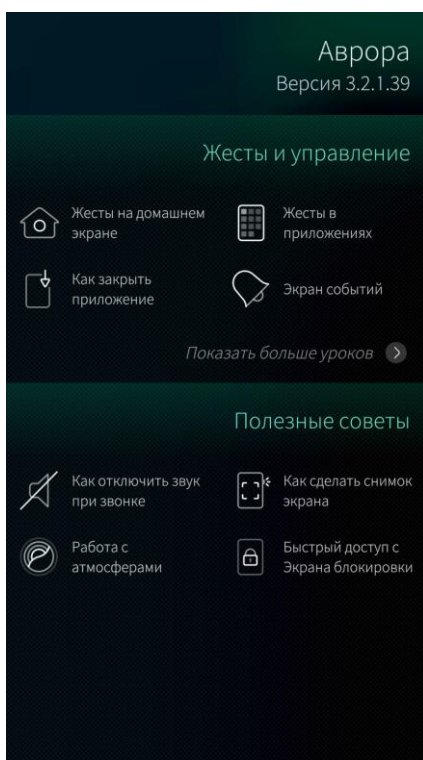 Аврора
Версия 3.2.1.39
Жесты и управление
Жесты на домашнем
экране
Жесты в
приложениях
Как закрыть
приложение
Экран событий
Показать больше уроков
Полезные советы
Как отключить звук
при звонке
Как сделать снимок
экрана
Работа с
атмосферами
Быстрый доступ с
Экрана блокировки